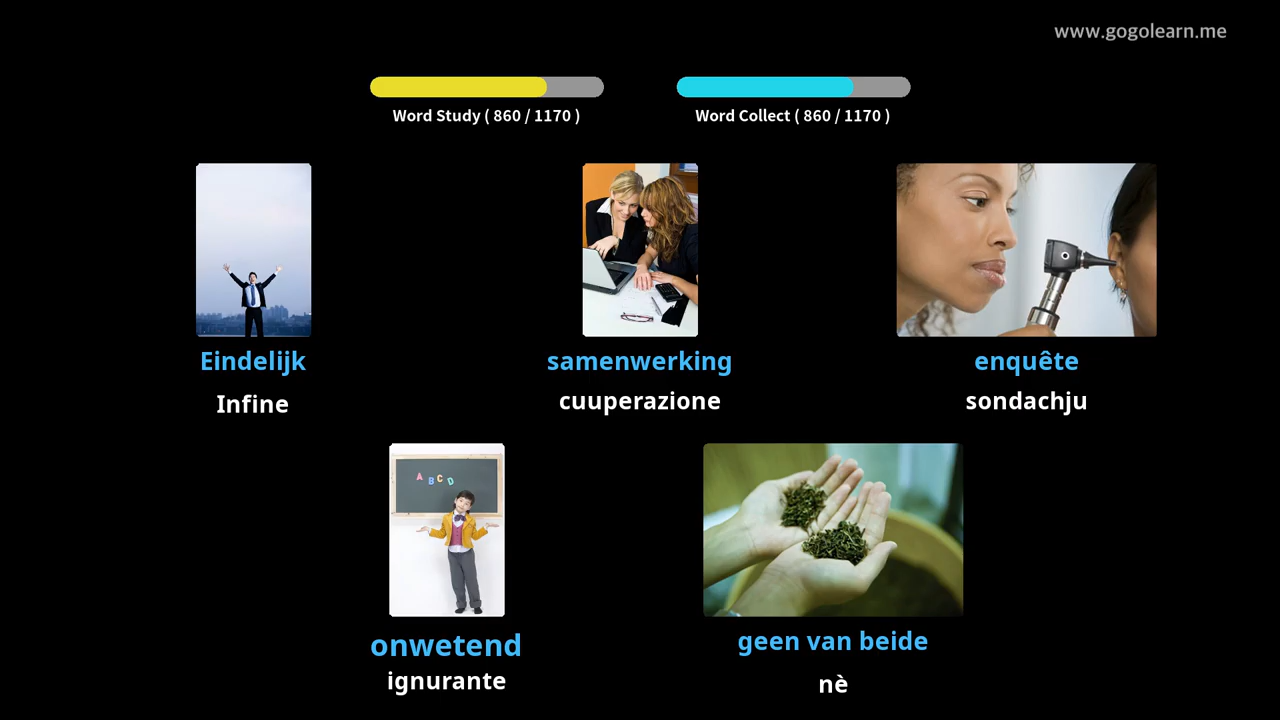 www.gogolearn.me
Word Study ( 860 / 1170 )
Word Collect ( 860 / 1170 )
Eindelijk
Infine
samenwerking
cuuperazione
enquête
sondachju
A B C D
onwetend
ignurante
geen van beide
nè